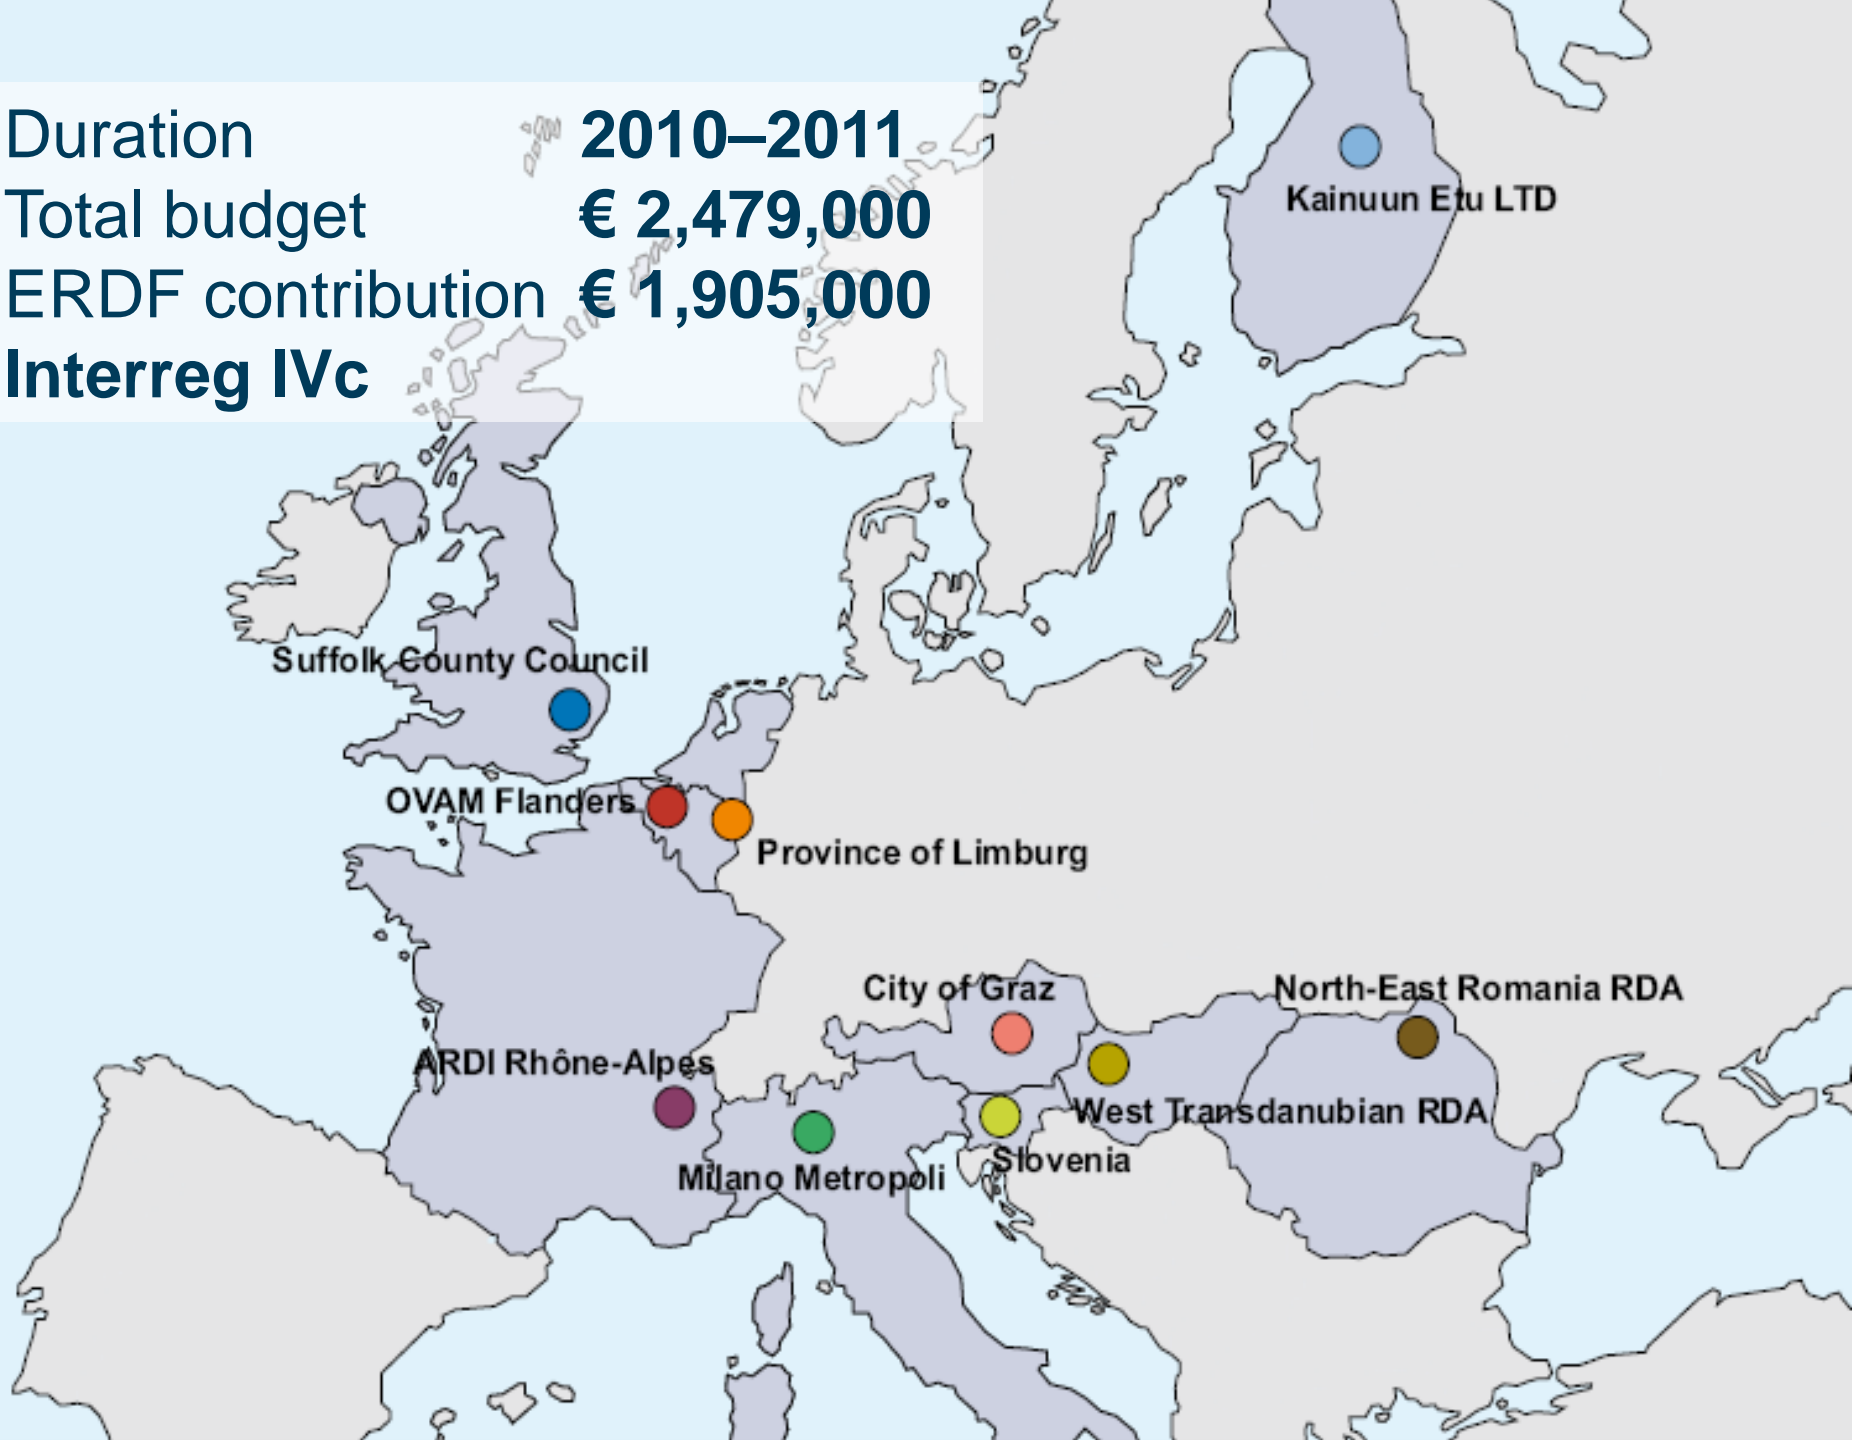 Duration 2010–2011
Total budget € 2,479,000
ERDF contribution € 1,905,000
Interreg IVc
Kainuun Etu LTD
Suffolk County Council
OVAM Flanders
Province of Limburg
City of Graz
North-East Romania RDA
ARDI Rhône-Alpes
West Transdanubian RDA
Slovenia
Milano Metropoli